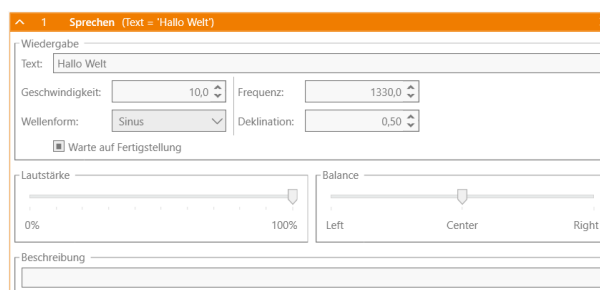 1 Sprechen (Text = 'Hallo Welt')
Wiedergabe
Text: Hallo Welt
Geschwindigkeit: 10,0 Frequenz: 1330,0
Wellenform: Sinus Deklination: 0,50
Warte auf Fertigstellung
Lautstärke Balance
0% 100% Left Center Right
Beschreibung